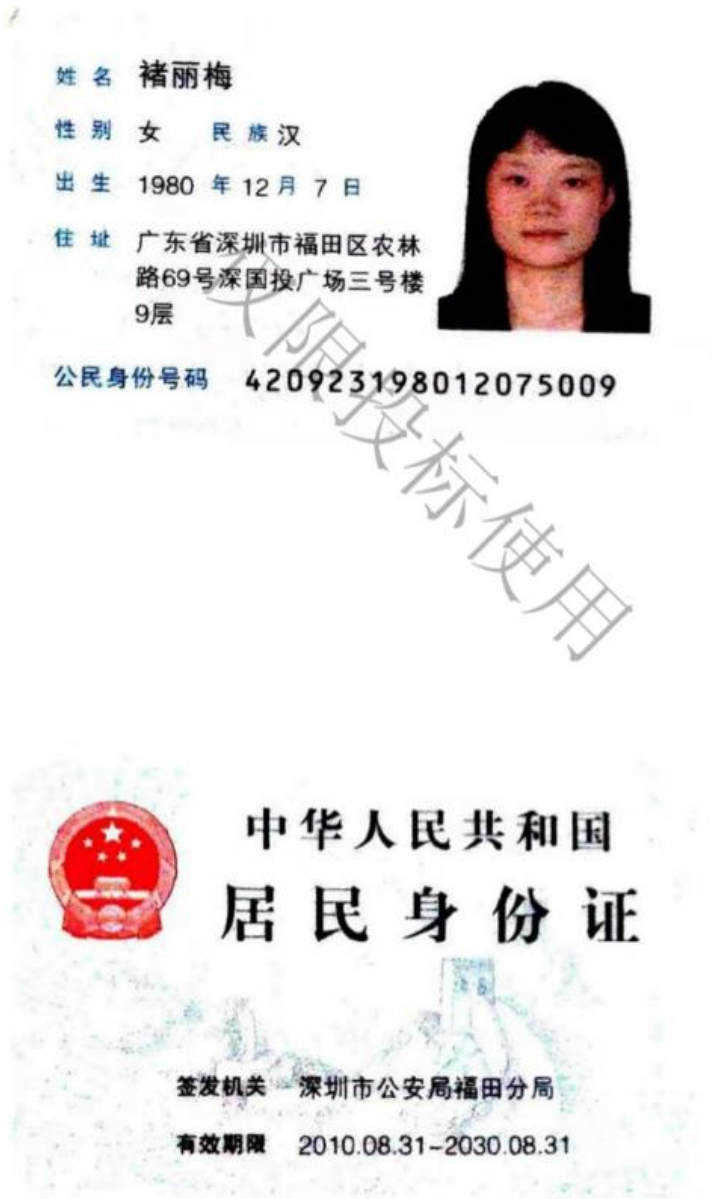 姓名 褚丽梅
性别 女 民族 汉
出生 1980 年 12 月 7 日
住址 广东省深圳市福田区农林
路69号深国投广场三号楼
9层
公民身份号码 420923198012075009
仅限投标使用
中华人民共和国
居民身份证
签发机关 深圳市公安局福田分局
有效期限 2010.08.31-2030.08.31